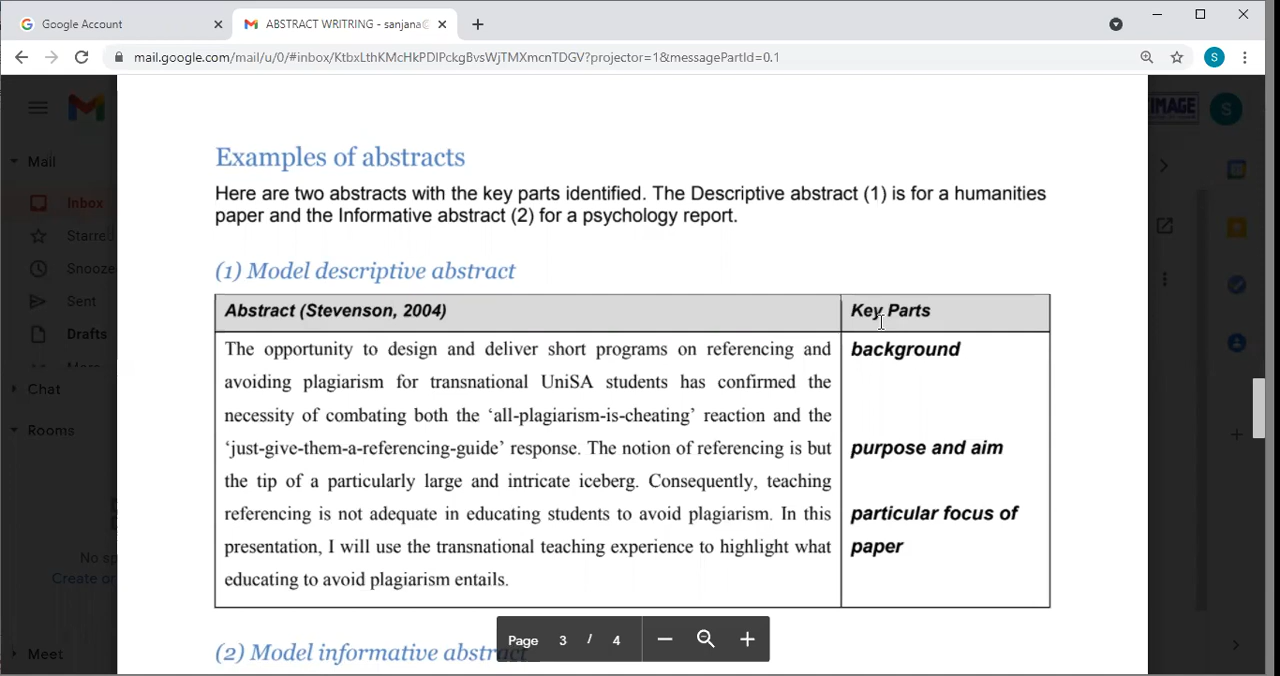 Google Account
ABSTRACT WRITRING - sanjana
mail.google.com/mail/u/0/#inbox/KtbxLthKMcHkPDlPckgBvsWjTMXmcnTDGV?projector=1&messagePartId=0.1
S
IMAGE
S
Mail
Inbox
Starred
Snooze
Sent
Drafts
Chat
Rooms
No sp
Create or
Meet
Examples of abstracts
Here are two abstracts with the key parts identified. The Descriptive abstract (1) is for a humanities
paper and the Informative abstract (2) for a psychology report.
(1) Model descriptive abstract
Abstract (Stevenson, 2004)
Key Parts
The opportunity to design and deliver short programs on referencing and
avoiding plagiarism for transnational UniSA students has confirmed the
necessity of combating both the ‘all-plagiarism-is-cheating’ reaction and the
‘just-give-them-a-referencing-guide’ response. The notion of referencing is but
the tip of a particularly large and intricate iceberg. Consequently, teaching
referencing is not adequate in educating students to avoid plagiarism. In this
presentation, I will use the transnational teaching experience to highlight what
educating to avoid plagiarism entails.
background
purpose and aim
particular focus of
paper
(2) Model informative abstract
Page 3 / 4